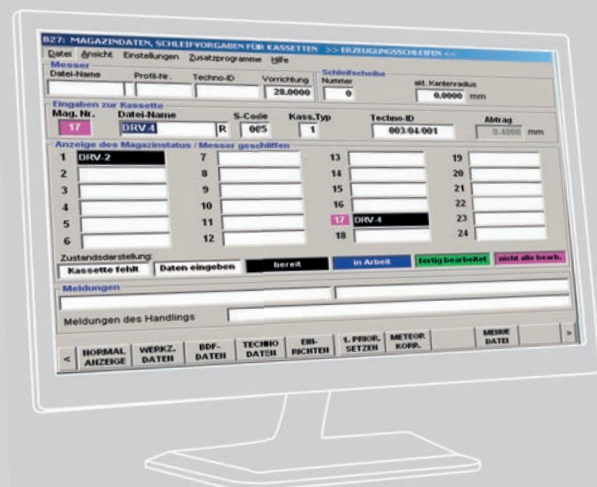 B27: MAGAZINDATEN, SCHLEIFVORGABEN FÜR KASSETTEN >> ERZEUGUNGSSCHLEIFEN <<
Datei Ansicht Einstellungen Zusatzprogramme Hilfe
Messer Schleifscheibe
Datei-Name Profil-Nr. Techno-ID Vorrichtung Nummer akt. Kantenradius
28.0000 0 0.0000 mm
Eingaben zur Kassette
Mag. Nr. Datei-Name S-Code Kass.Typ Techno-ID Abtrag
17 DRV-4 R 005 1 003/04/001 0.4000 mm
Anzeige des Magazinstatus / Messer geschliffen
1 DRV-2 7 13 19
2 8 14 20
3 9 15 21
4 10 16 22
5 11 17 DRV-4 23
6 12 18 24
Zustandsdarstellung:
Kassette fehlt Daten eingeben bereit in Arbeit fertig bearbeitet nicht alle bearb.
Meldungen
Meldungen des Handlings
< NORMAL ANZEIGE WERKZ. DATEN BDF- DATEN TECHNO DATEN EIN- RICHTEN 1. PRIOR. SETZEN METEOR KORR. MENUE DATEI >